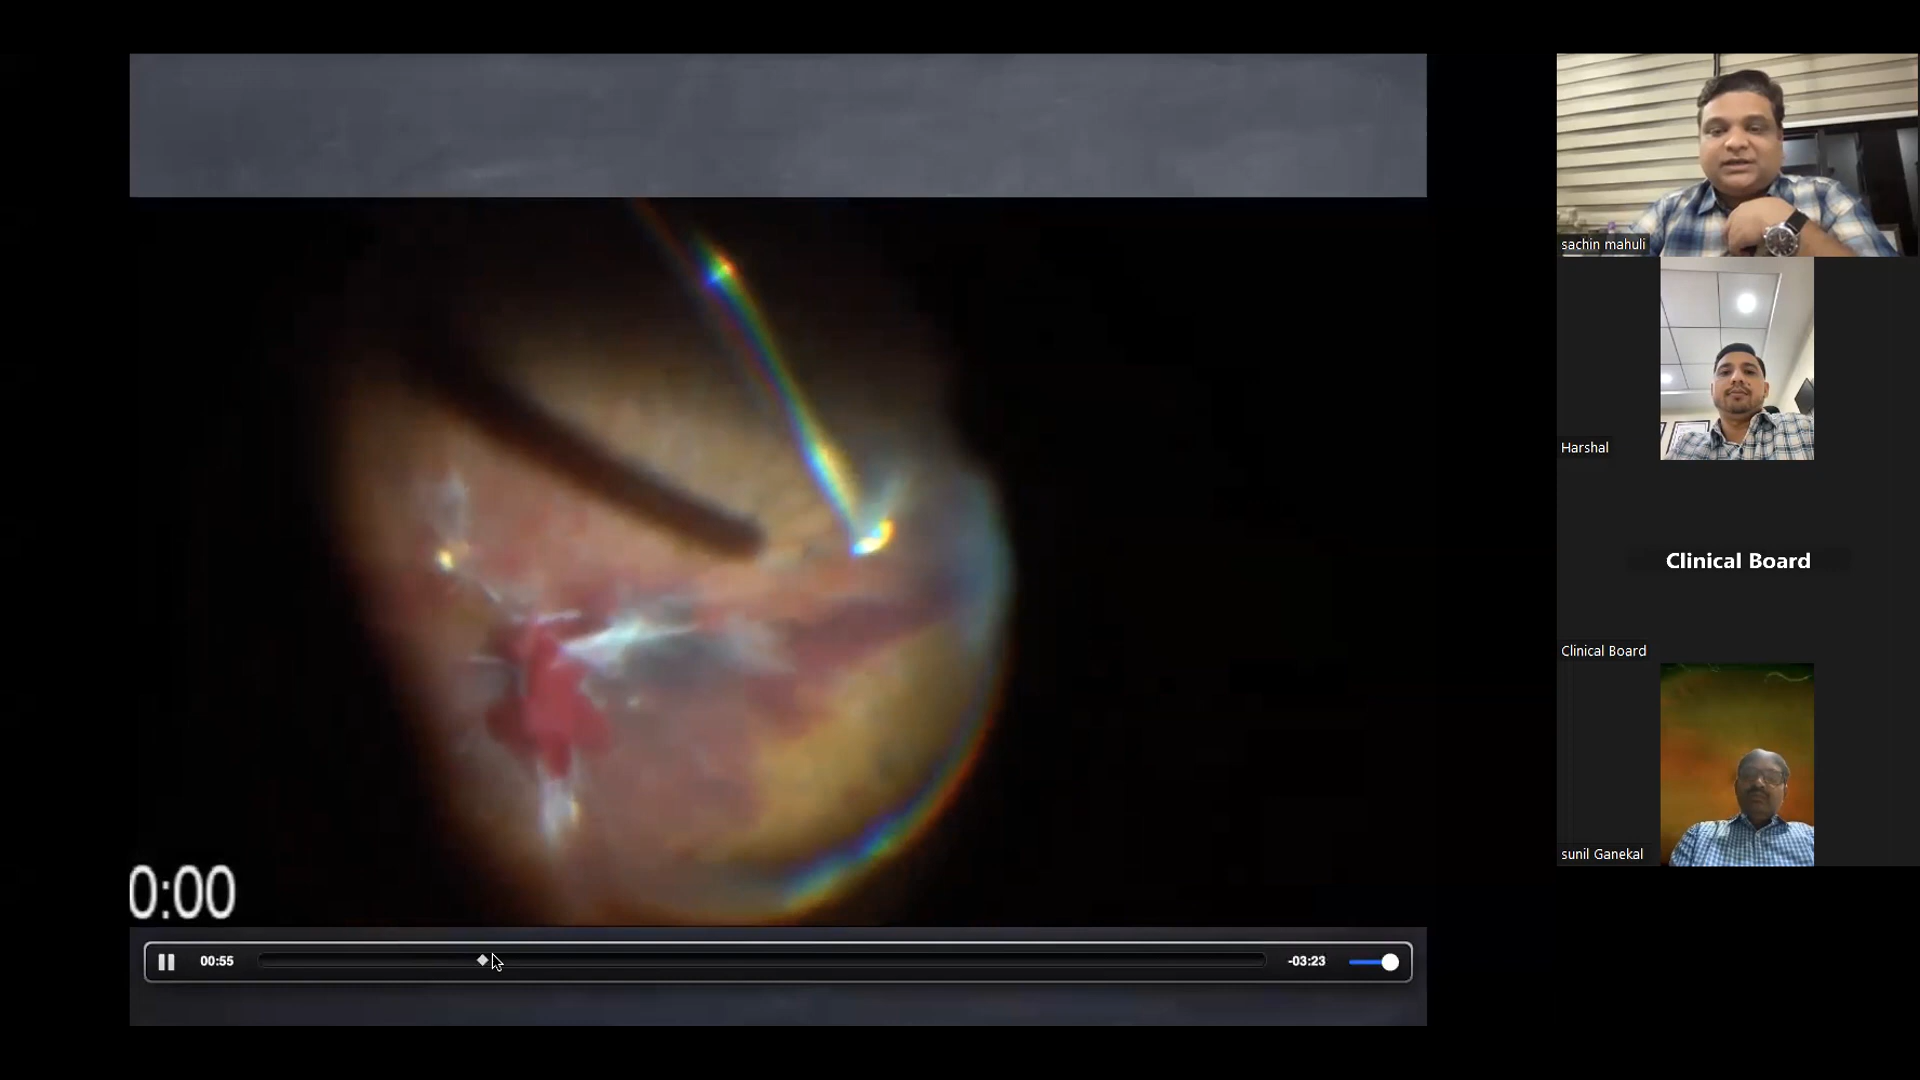 sachin mahuli
Harshal
Clinical Board
Clinical Board
sunil Ganekal
0:00
00:55
-03:23